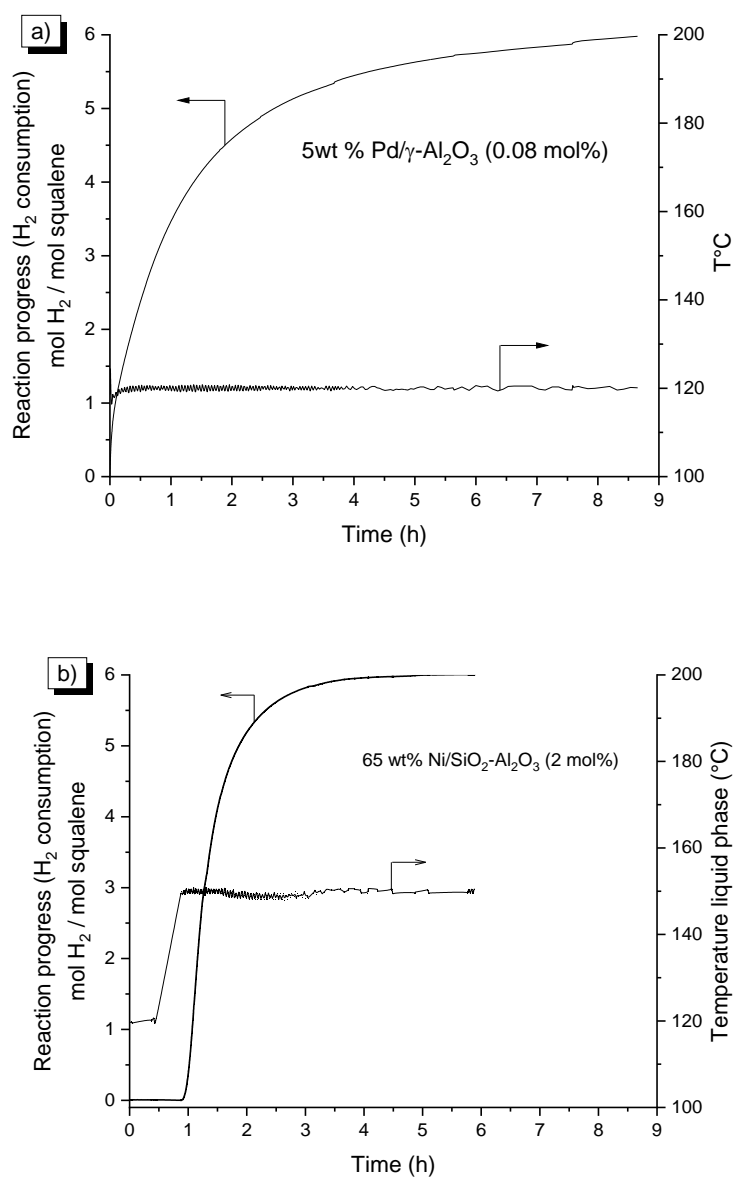 a)
6
5
4
3
2
1
0
200
180
160
140
120
100
5wt % Pd/γ-Al₂O₃ (0.08 mol%)
Reaction progress (H₂ consumption)
mol H₂ / mol squalene
T°C
0 1 2 3 4 5 6 7 8 9
Time (h)
b)
6
5
4
3
2
1
0
200
180
160
140
120
100
65 wt% Ni/SiO₂-Al₂O₃ (2 mol%)
Reaction progress (H₂ consumption)
mol H₂ / mol squalene
Temperature liquid phase (°C)
0 1 2 3 4 5 6 7 8 9
Time (h)